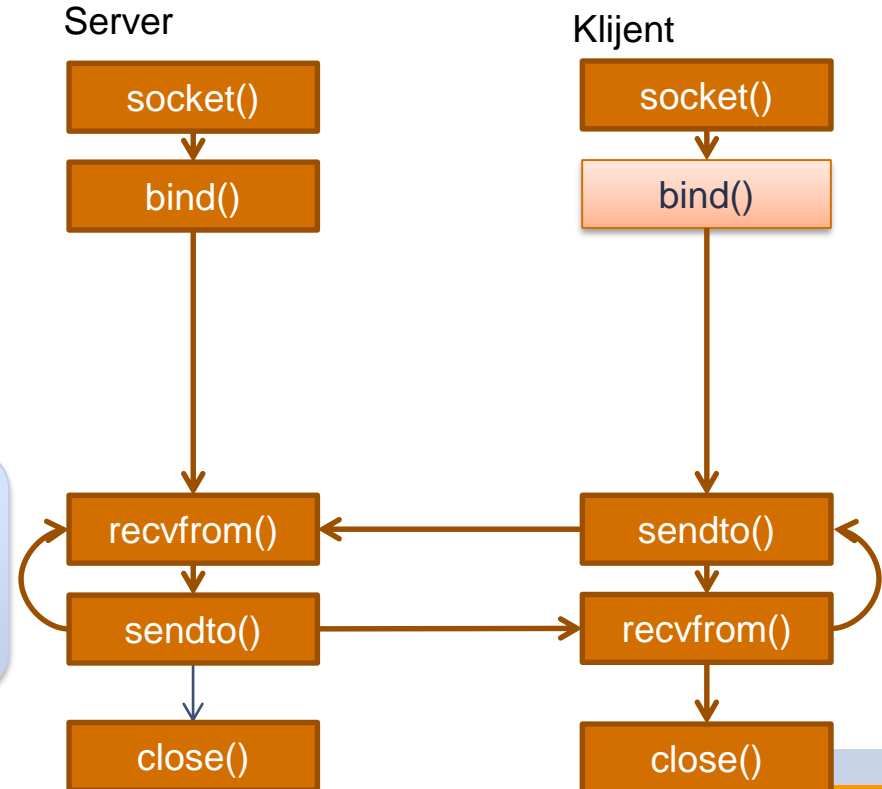 Server
Klijent
socket()
socket()
bind()
bind()
recvfrom()
sendto()
sendto()
recvfrom()
close()
close()